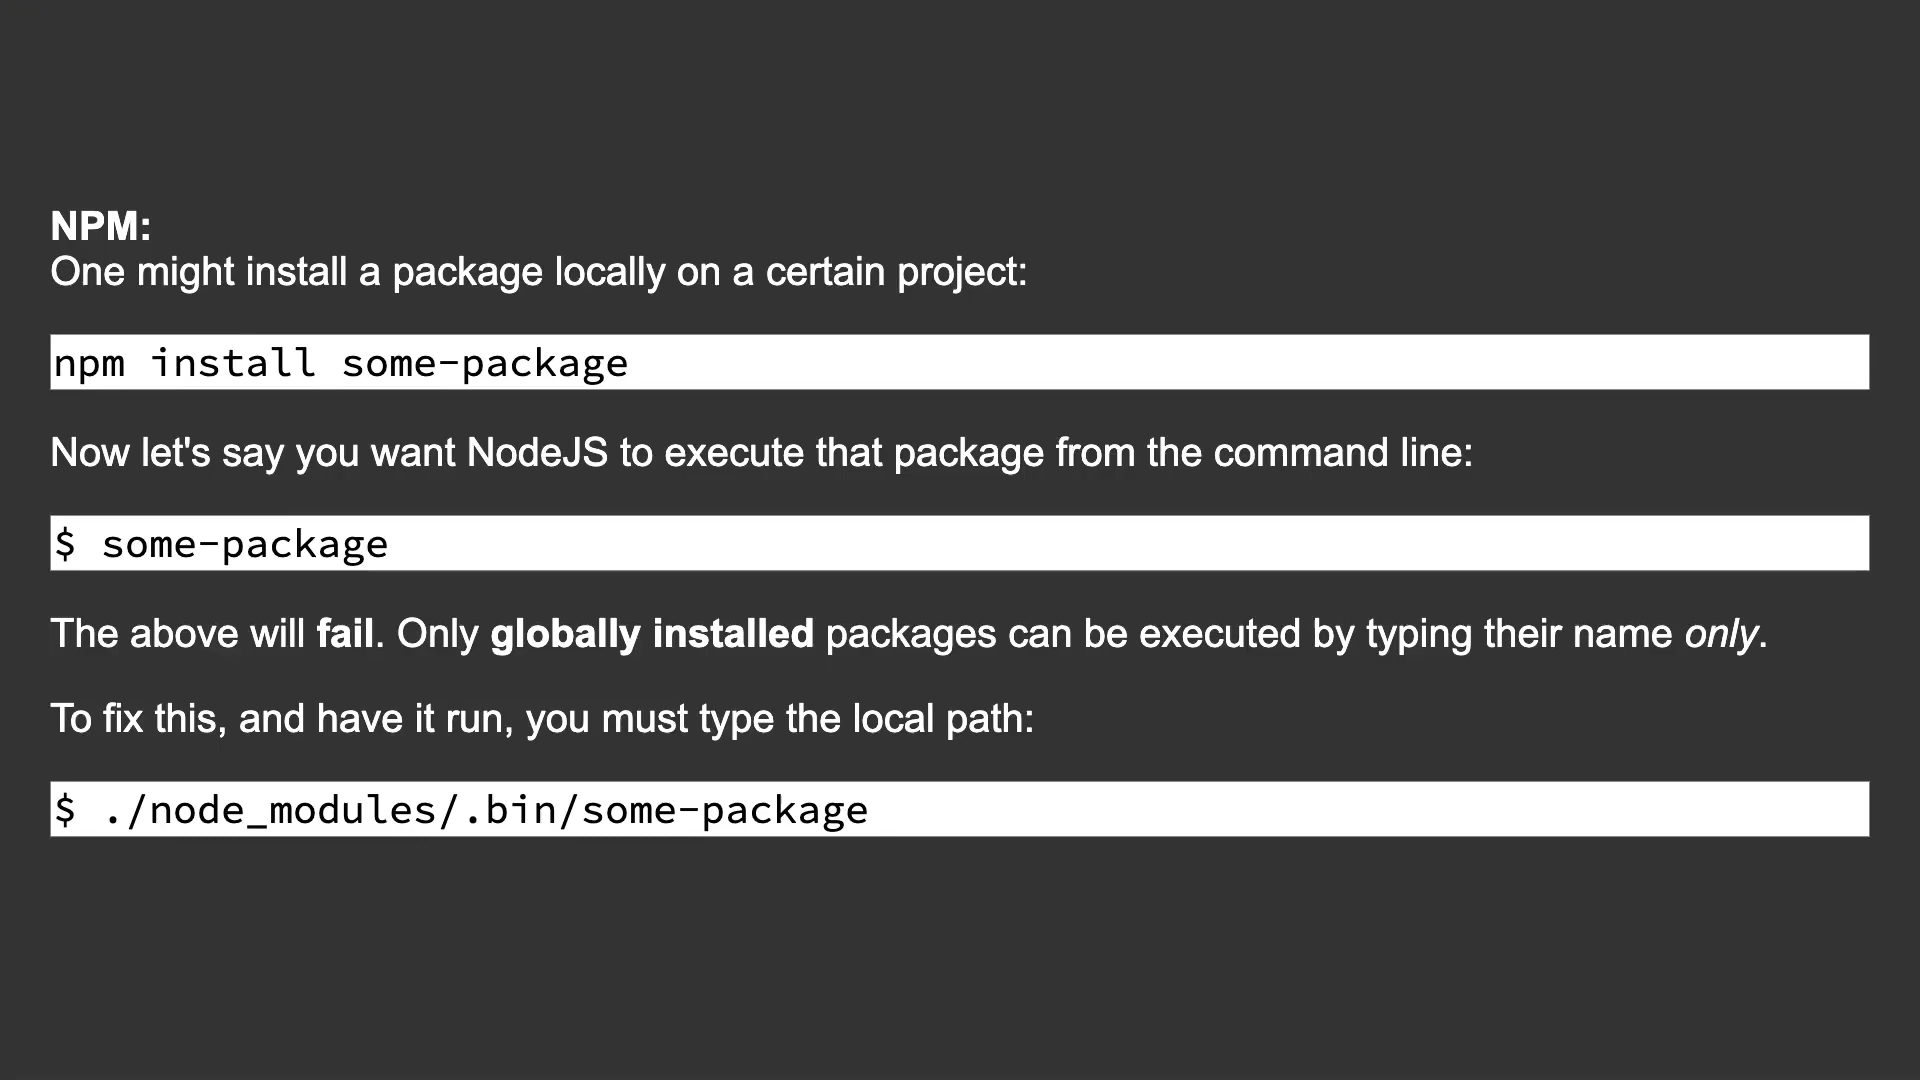 NPM:
One might install a package locally on a certain project:
npm install some-package
Now let's say you want NodeJS to execute that package from the command line:
$ some-package
The above will fail. Only globally installed packages can be executed by typing their name only.
To fix this, and have it run, you must type the local path:
$ ./node_modules/.bin/some-package